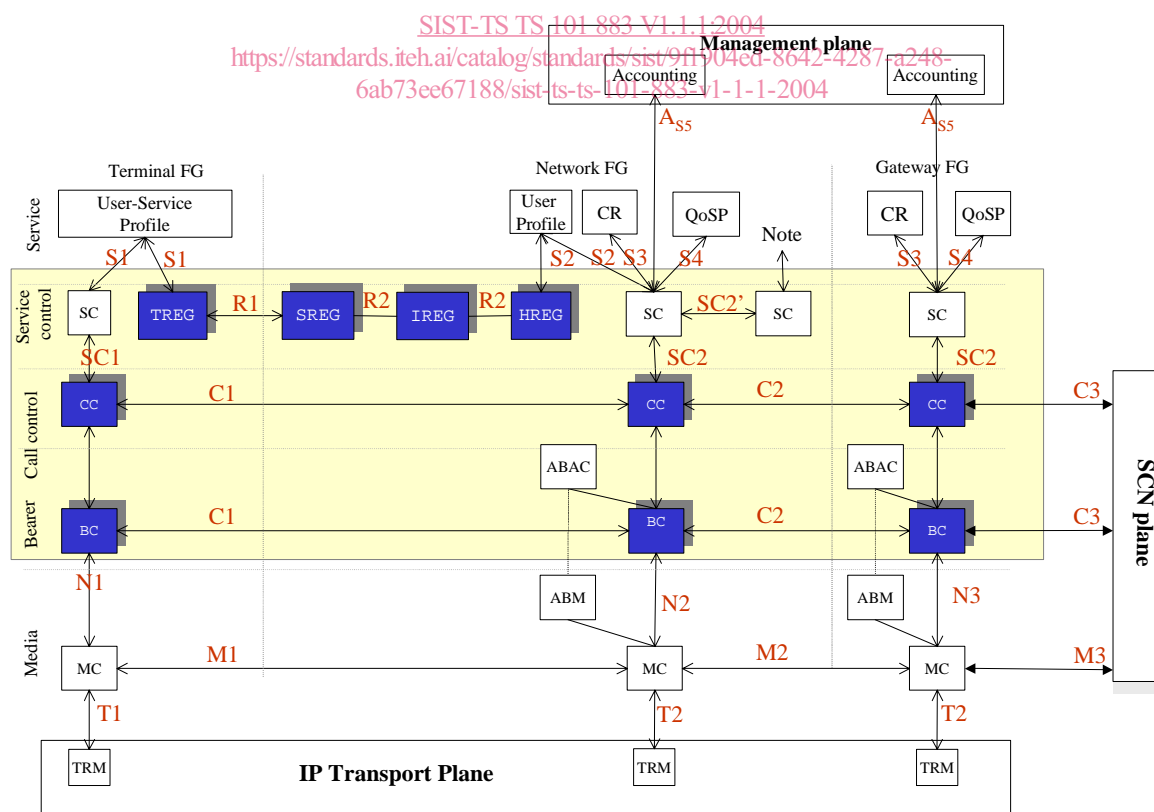 SIST-TS TS 101 883 V1.1.1:2004
Management plane
https://standards.iteh.ai/catalog/standards/sist/9f1904ed-8642-4287-a248-
6ab73ee67188/sist-ts-ts-101-883-v1-1-1-2004
Accounting
Accounting
AS5
AS5
Terminal FG
Network FG
Gateway FG
Service
User-Service
Profile
User
Profile
CR
QoSP
Note
CR
QoSP
S1
S1
S2
S2
S3
S4
S3
S4
Service
control
SC
TREG
R1
SREG
R2
IREG
R2
HREG
SC
SC2’
SC
SC
SC1
SC2
SC2
Call control
CC
C1
CC
C2
CC
C3
SCN plane
ABAC
ABAC
Bearer
BC
C1
BC
C2
BC
C3
N1
ABM
N2
ABM
N3
Media
MC
M1
MC
M2
MC
M3
T1
T2
T2
TRM
IP Transport Plane
TRM
TRM